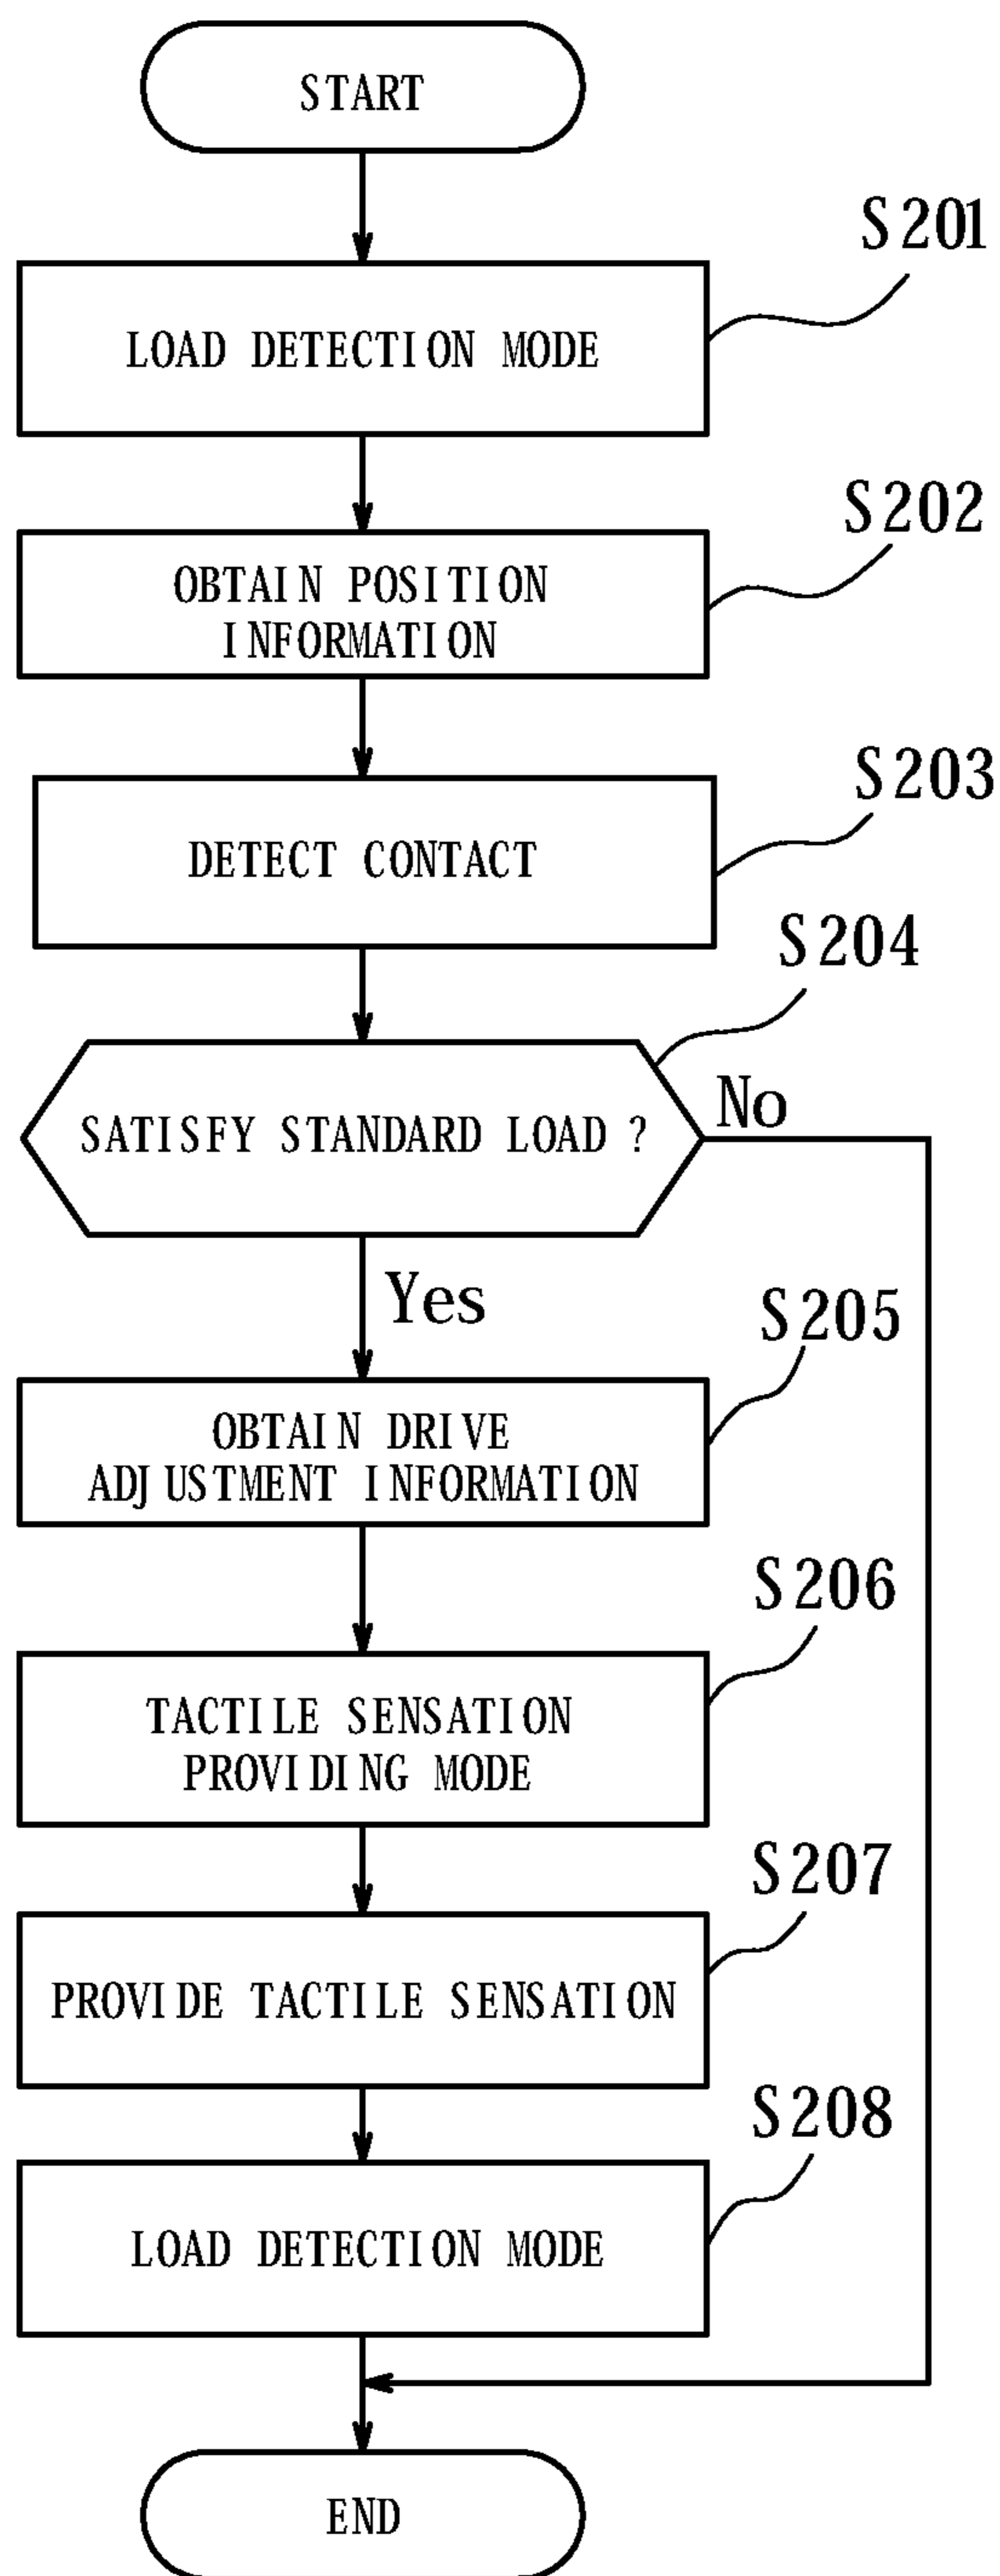 START
S201
LOAD DETECTION MODE
S202
OBTAIN POSITION
INFORMATION
S203
DETECT CONTACT
S204
SATISFY STANDARD LOAD ?
No
Yes
S205
OBTAIN DRIVE
ADJUSTMENT INFORMATION
S206
TACTILE SENSATION
PROVIDING MODE
S207
PROVIDE TACTILE SENSATION
S208
LOAD DETECTION MODE
END